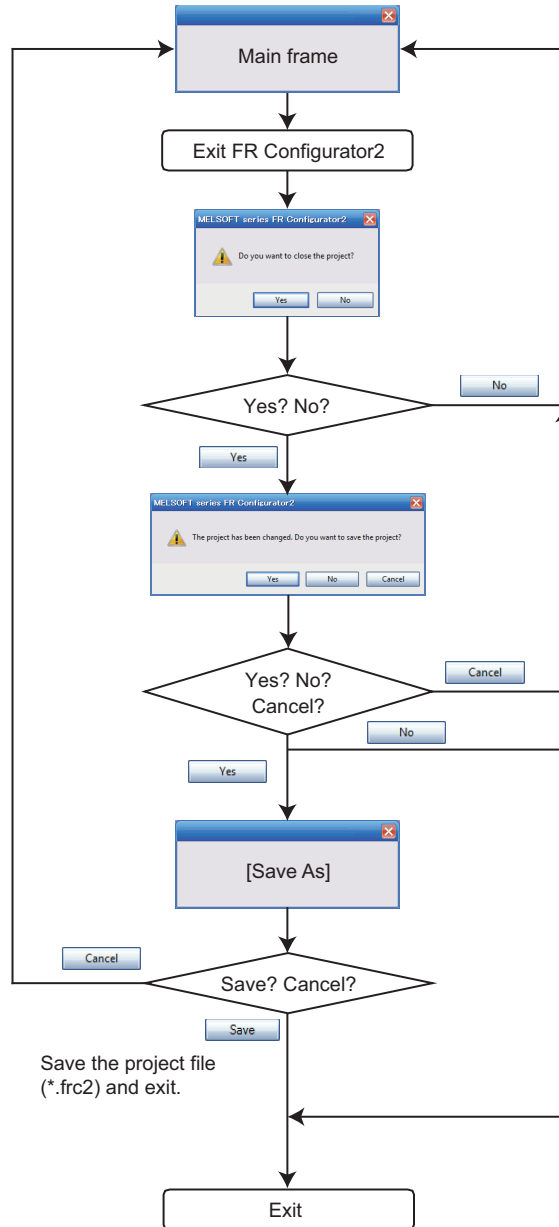 Main frame
Exit FR Configurator2
MELSOFT series FR Configurator2
Do you want to close the project?
Yes
No
Yes? No?
No
Yes
MELSOFT series FR Configurator2
The project has been changed. Do you want to save the project?
Yes
No
Cancel
Yes? No?
Cancel?
Cancel
No
Yes
[Save As]
Cancel
Save? Cancel?
Save
Save the project file
(*.frc2) and exit.
Exit